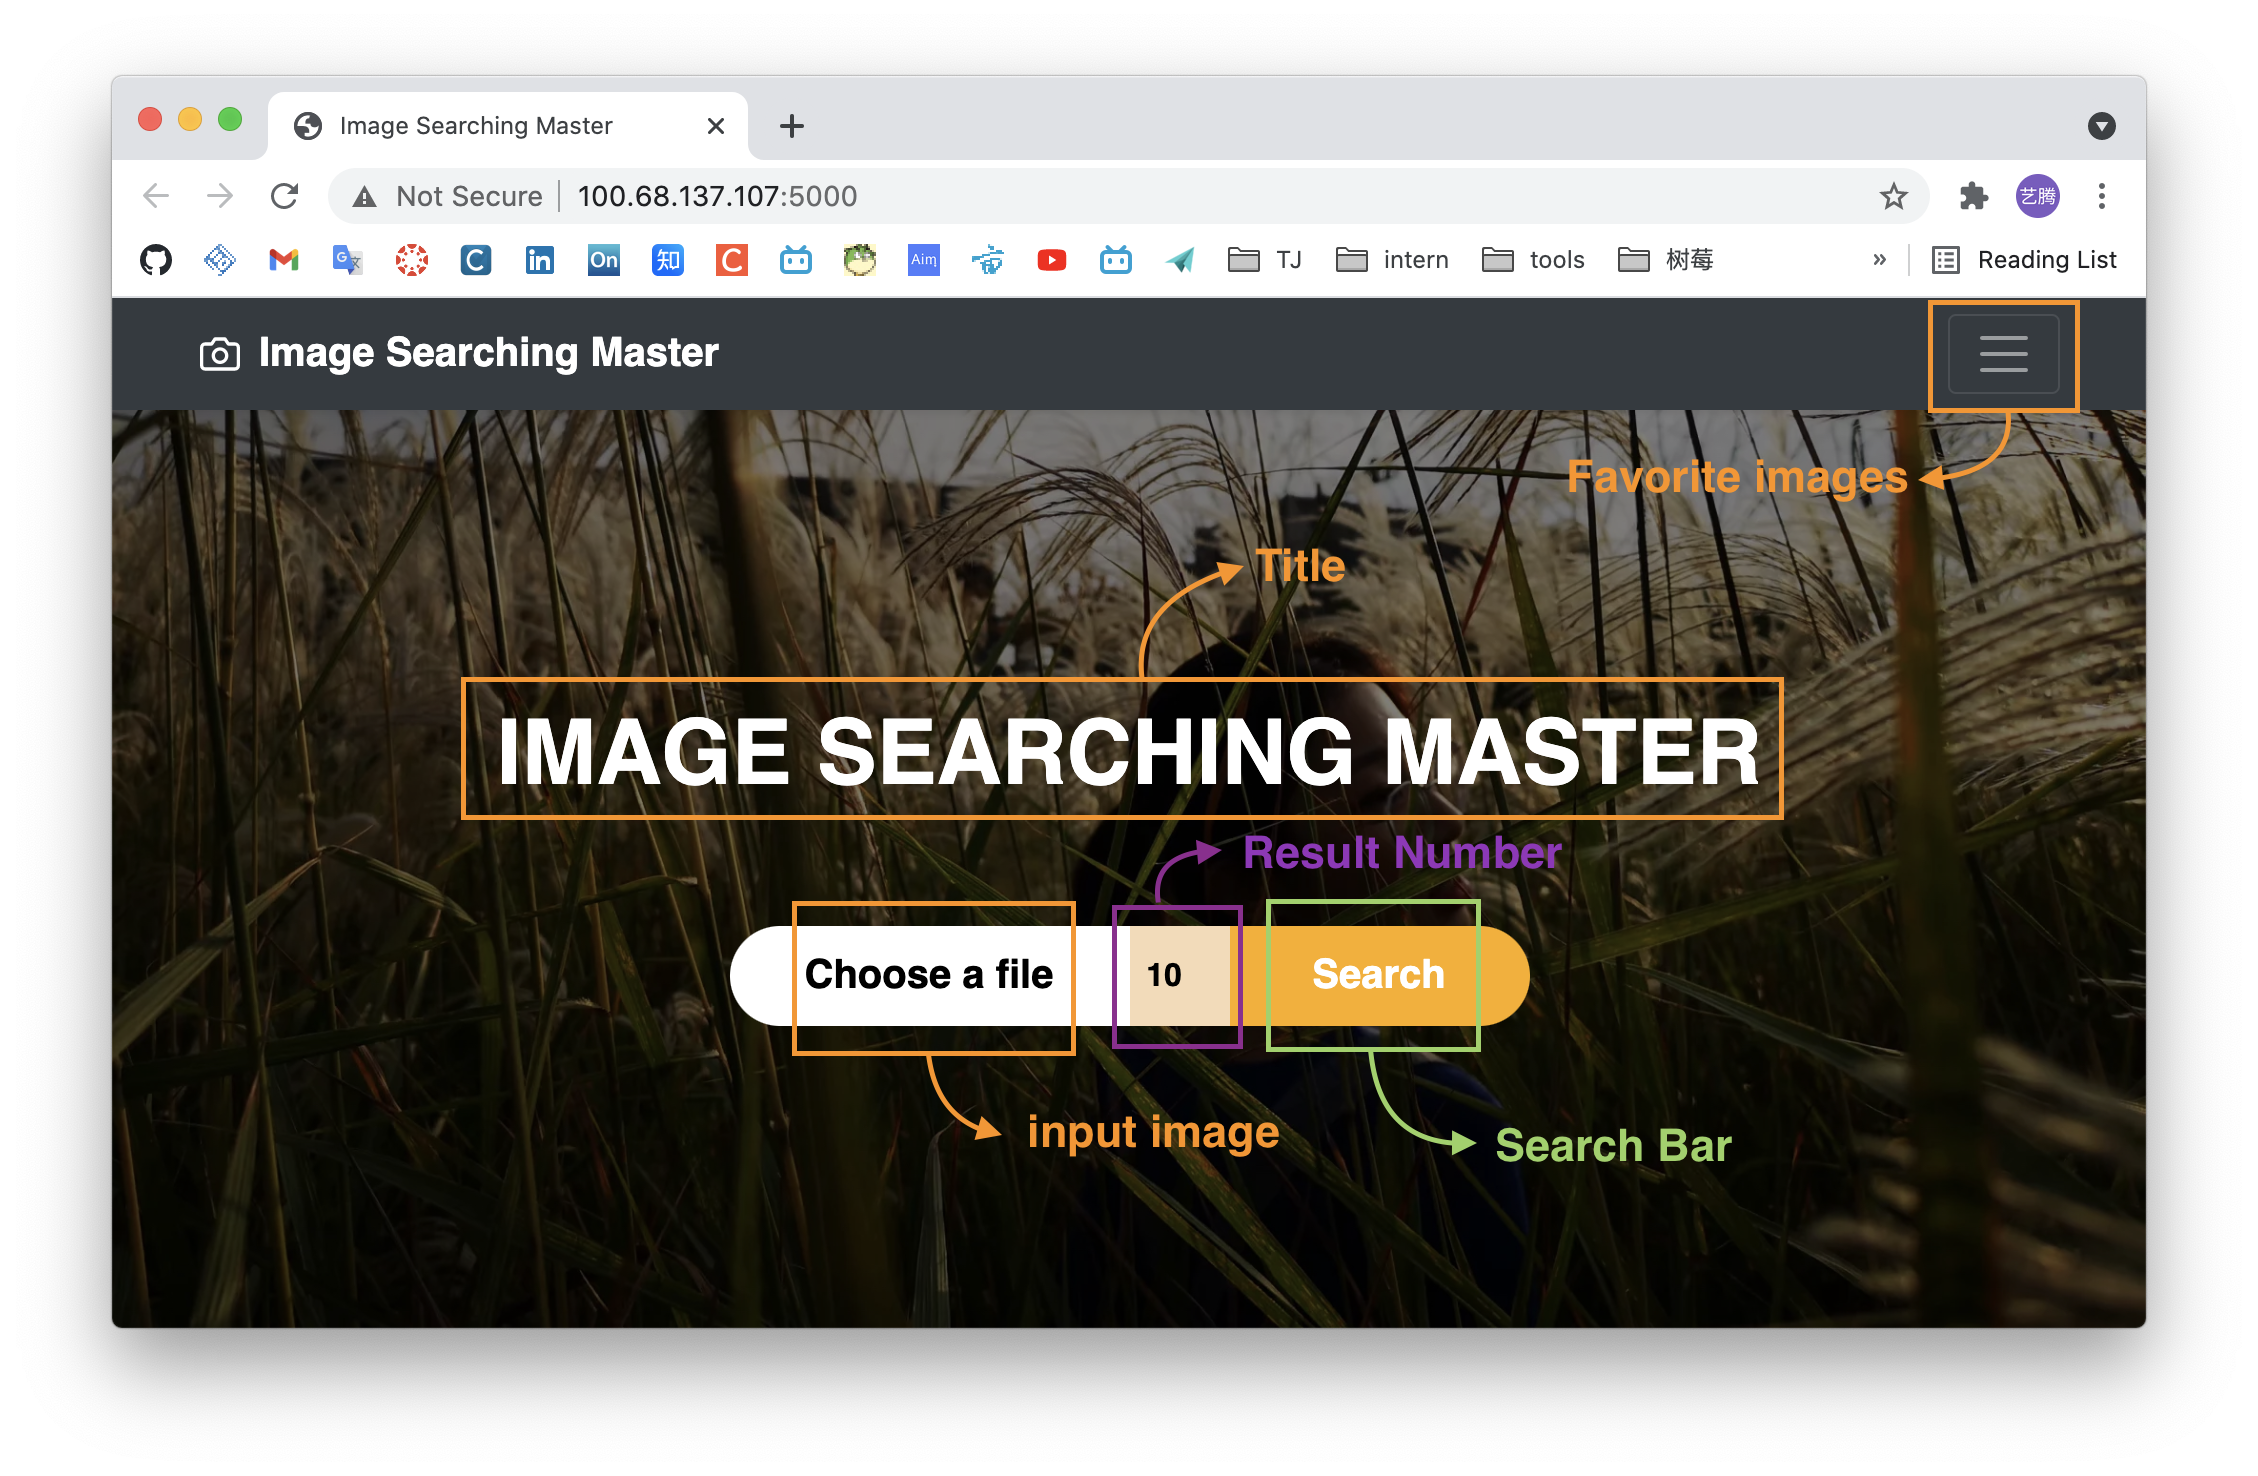 Image Searching Master
Not Secure 100.68.137.107:5000 艺腾
G 文 C in On 知 C Aim TJ intern tools 树莓 » Reading List
Image Searching Master
Favorite images
Title
IMAGE SEARCHING MASTER
Result Number
Choose a file 10 Search
input image
Search Bar